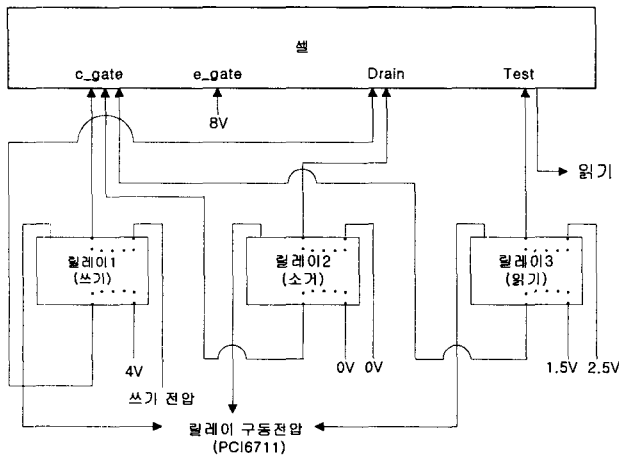 셀
c_gate e_gate Drain Test
8V
읽기
릴레이1 릴레이2 릴레이3
(쓰기) (소거) (읽기)
4V 0V 0V 1.5V 2.5V
쓰기 전압
릴레이 구동전압
(PCI6711)